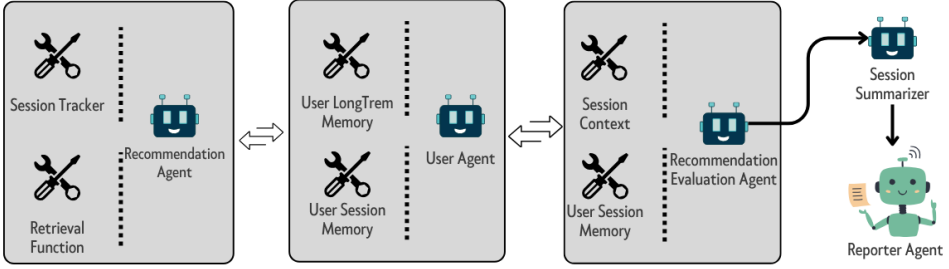 Session Tracker
Retrieval
Function
Recommendation
Agent
User LongTrem
Memory
User Session
Memory
User Agent
Session
Context
User Session
Memory
Recommendation
Evaluation Agent
Session
Summarizer
Reporter Agent